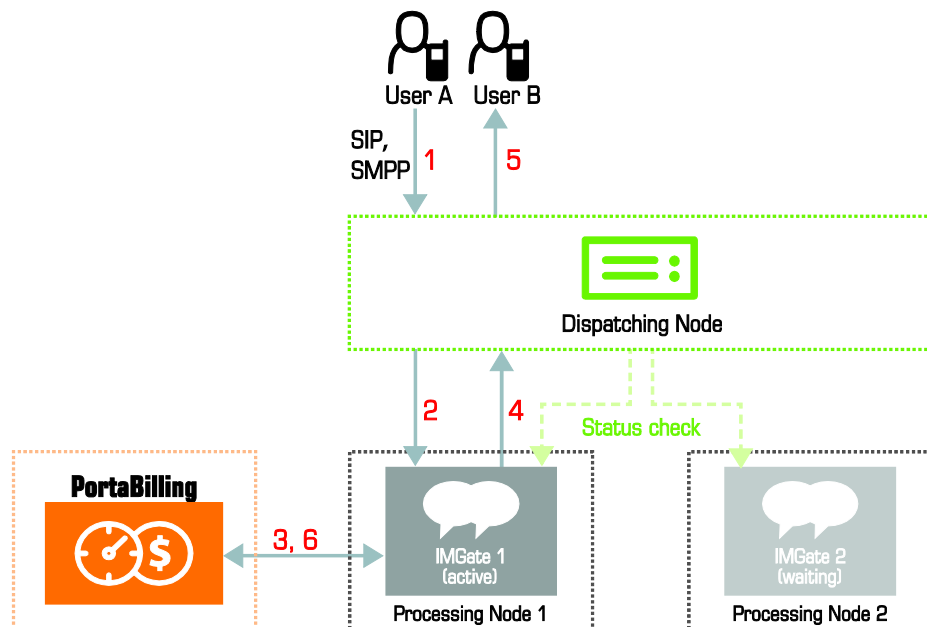 User A
User B
SIP,
SMPP
1
5
Dispatching Node
2
4
Status check
PortaBilling
$
3, 6
IMGate 1
(active)
IMGate 2
(waiting)
Processing Node 1
Processing Node 2